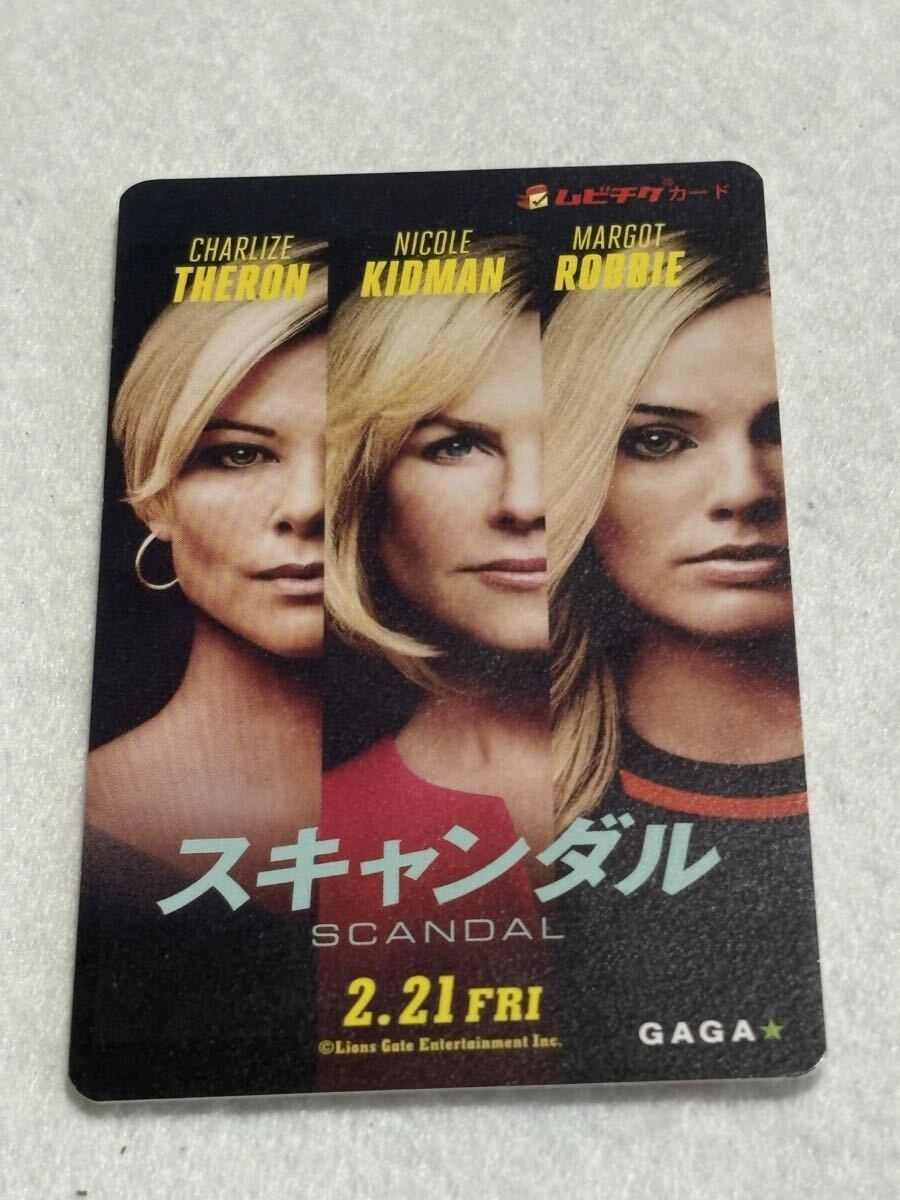 ムビチケ®カード
CHARLIZE
THERON
NICOLE
KIDMAN
MARGOT
ROBBIE
スキャンダル
SCANDAL
2.21 FRI
©Lions Gate Entertainment Inc.
GAGA★